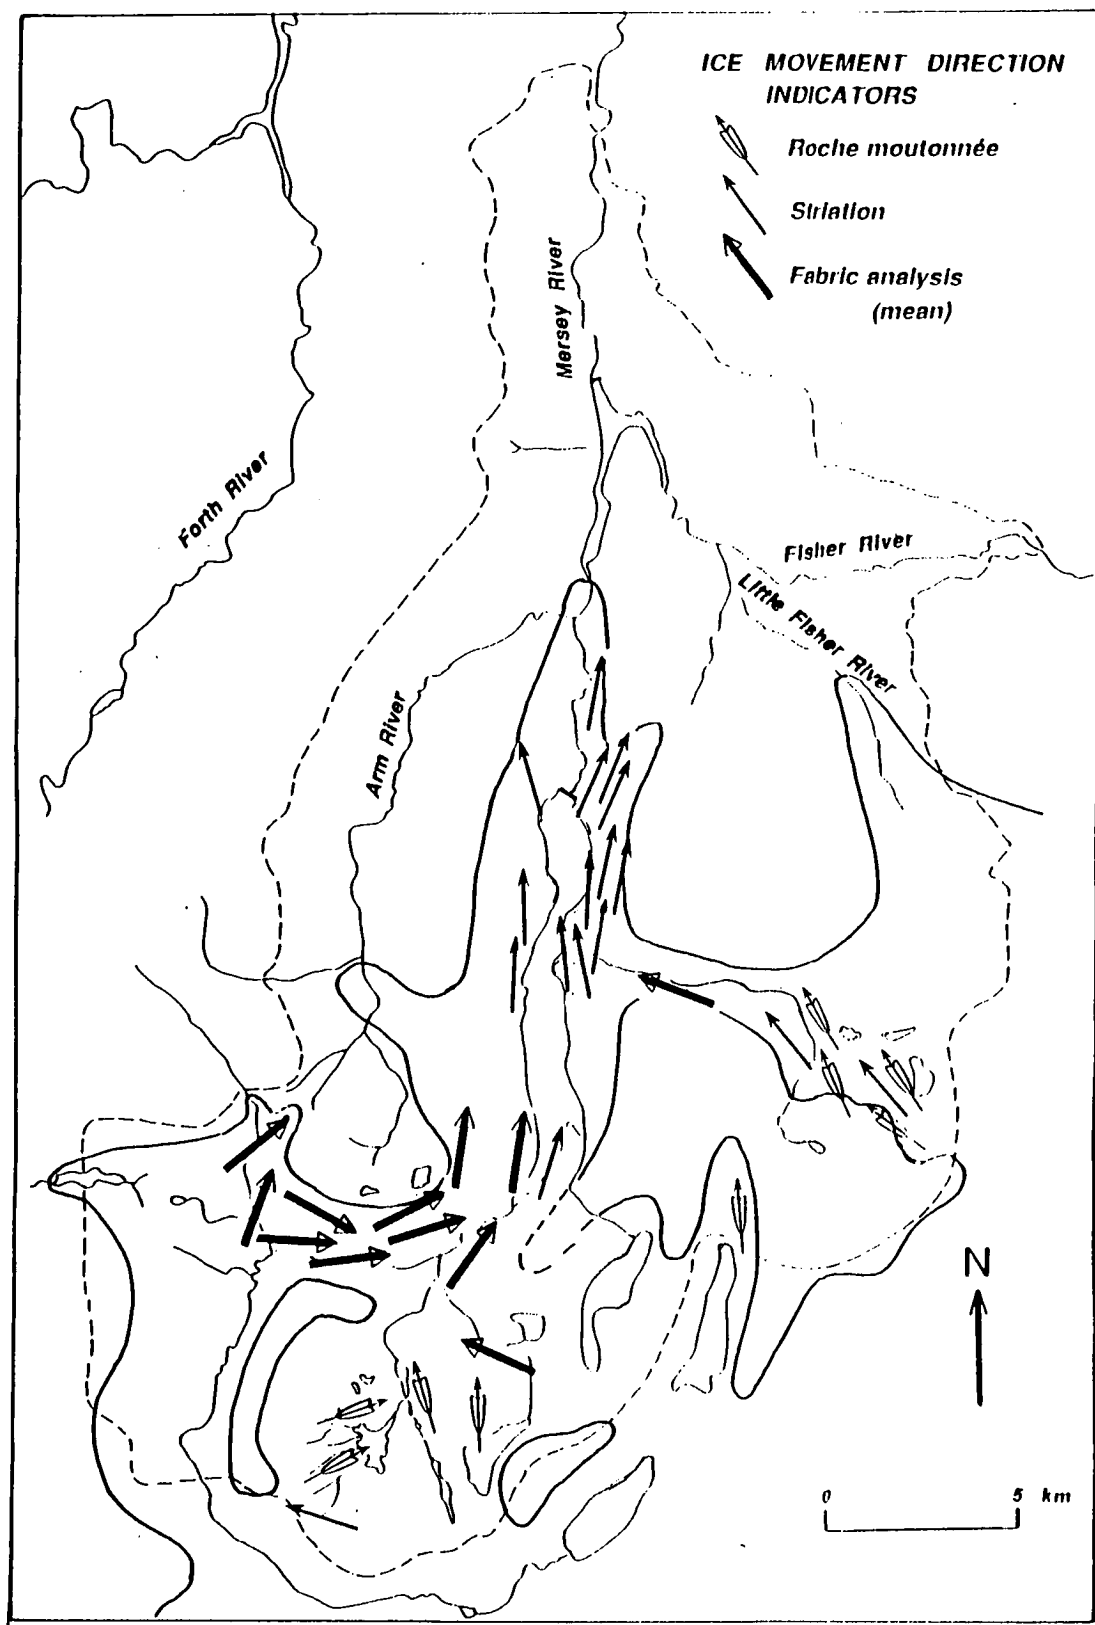 ICE MOVEMENT DIRECTION
INDICATORS
Roche moutonnée
Striation
Fabric analysis
(mean)
Mersey River
Forth River
Fisher River
Little Fisher River
Arm River
N
0 5 km